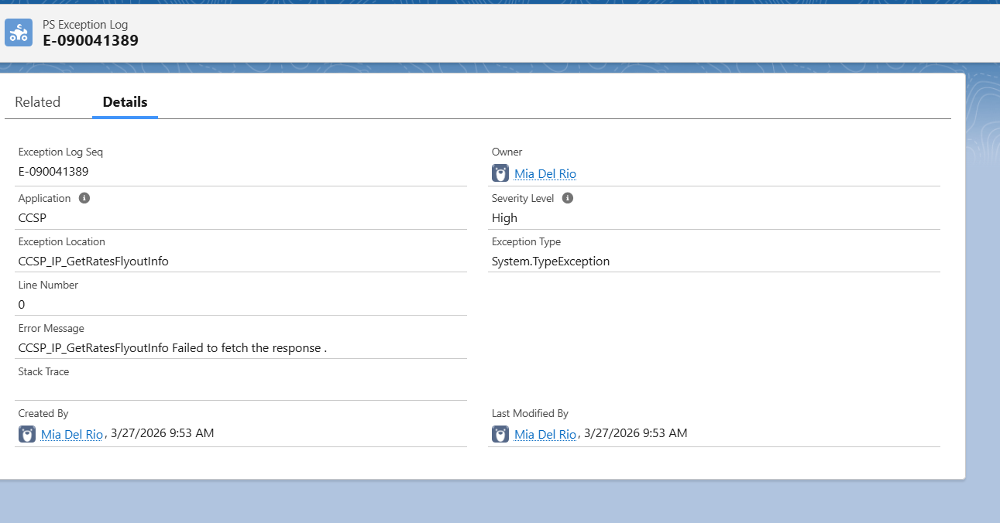 PS Exception Log
E-090041389
Related Details
Exception Log Seq
E-090041389
Owner
Mia Del Rio
Application
CCSP
Severity Level
High
Exception Location
CCSP_IP_GetRatesFlyoutInfo
Exception Type
System.TypeException
Line Number
0
Error Message
CCSP_IP_GetRatesFlyoutInfo Failed to fetch the response .
Stack Trace
Created By
Mia Del Rio, 3/27/2026 9:53 AM
Last Modified By
Mia Del Rio, 3/27/2026 9:53 AM